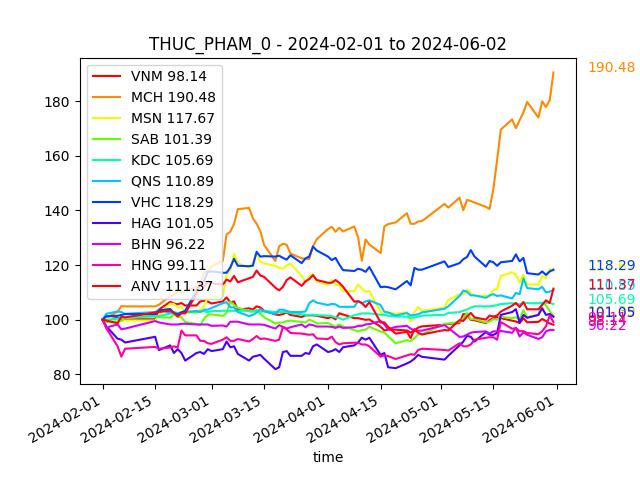 THUC_PHAM_0 - 2024-02-01 to 2024-06-02
VNM 98.14
MCH 190.48
MSN 117.67
SAB 101.39
KDC 105.69
QNS 110.89
VHC 118.29
HAG 101.05
BHN 96.22
HNG 99.11
ANV 111.37
190.48
118.29
111.37
105.69
101.05
96.22
180
160
140
120
100
80
2024-02-01
2024-02-15
2024-03-01
2024-03-15
2024-04-01
2024-04-15
2024-05-01
2024-05-15
2024-06-01
time